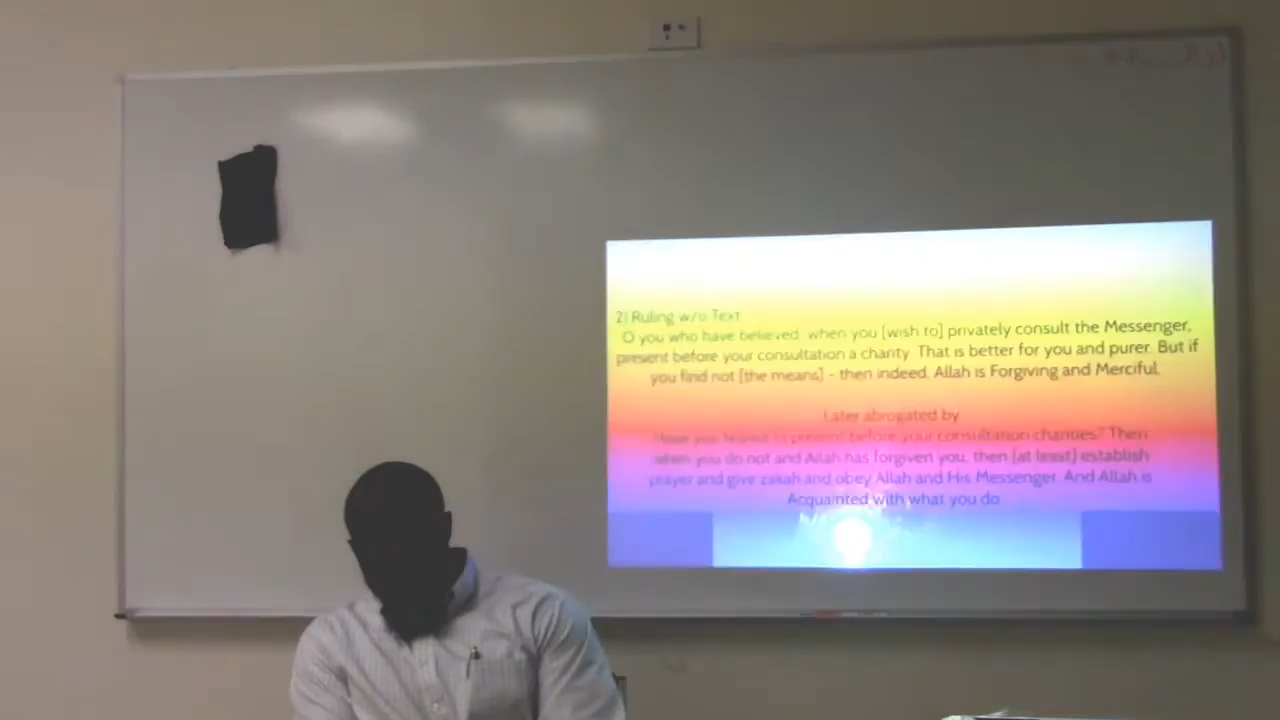 2) Ruling w/o Text
O you who have believed, when you [wish to] privately consult the Messenger,
present before your consultation a charity. That is better for you and purer. But if
you find not [the means] - then indeed, Allah is Forgiving and Merciful.
Later abrogated by
Have you feared to present before your consultation charities? Then
when you do not and Allah has forgiven you, then [at least] establish
prayer and give zakah and obey Allah and His Messenger. And Allah is
Acquainted with what you do